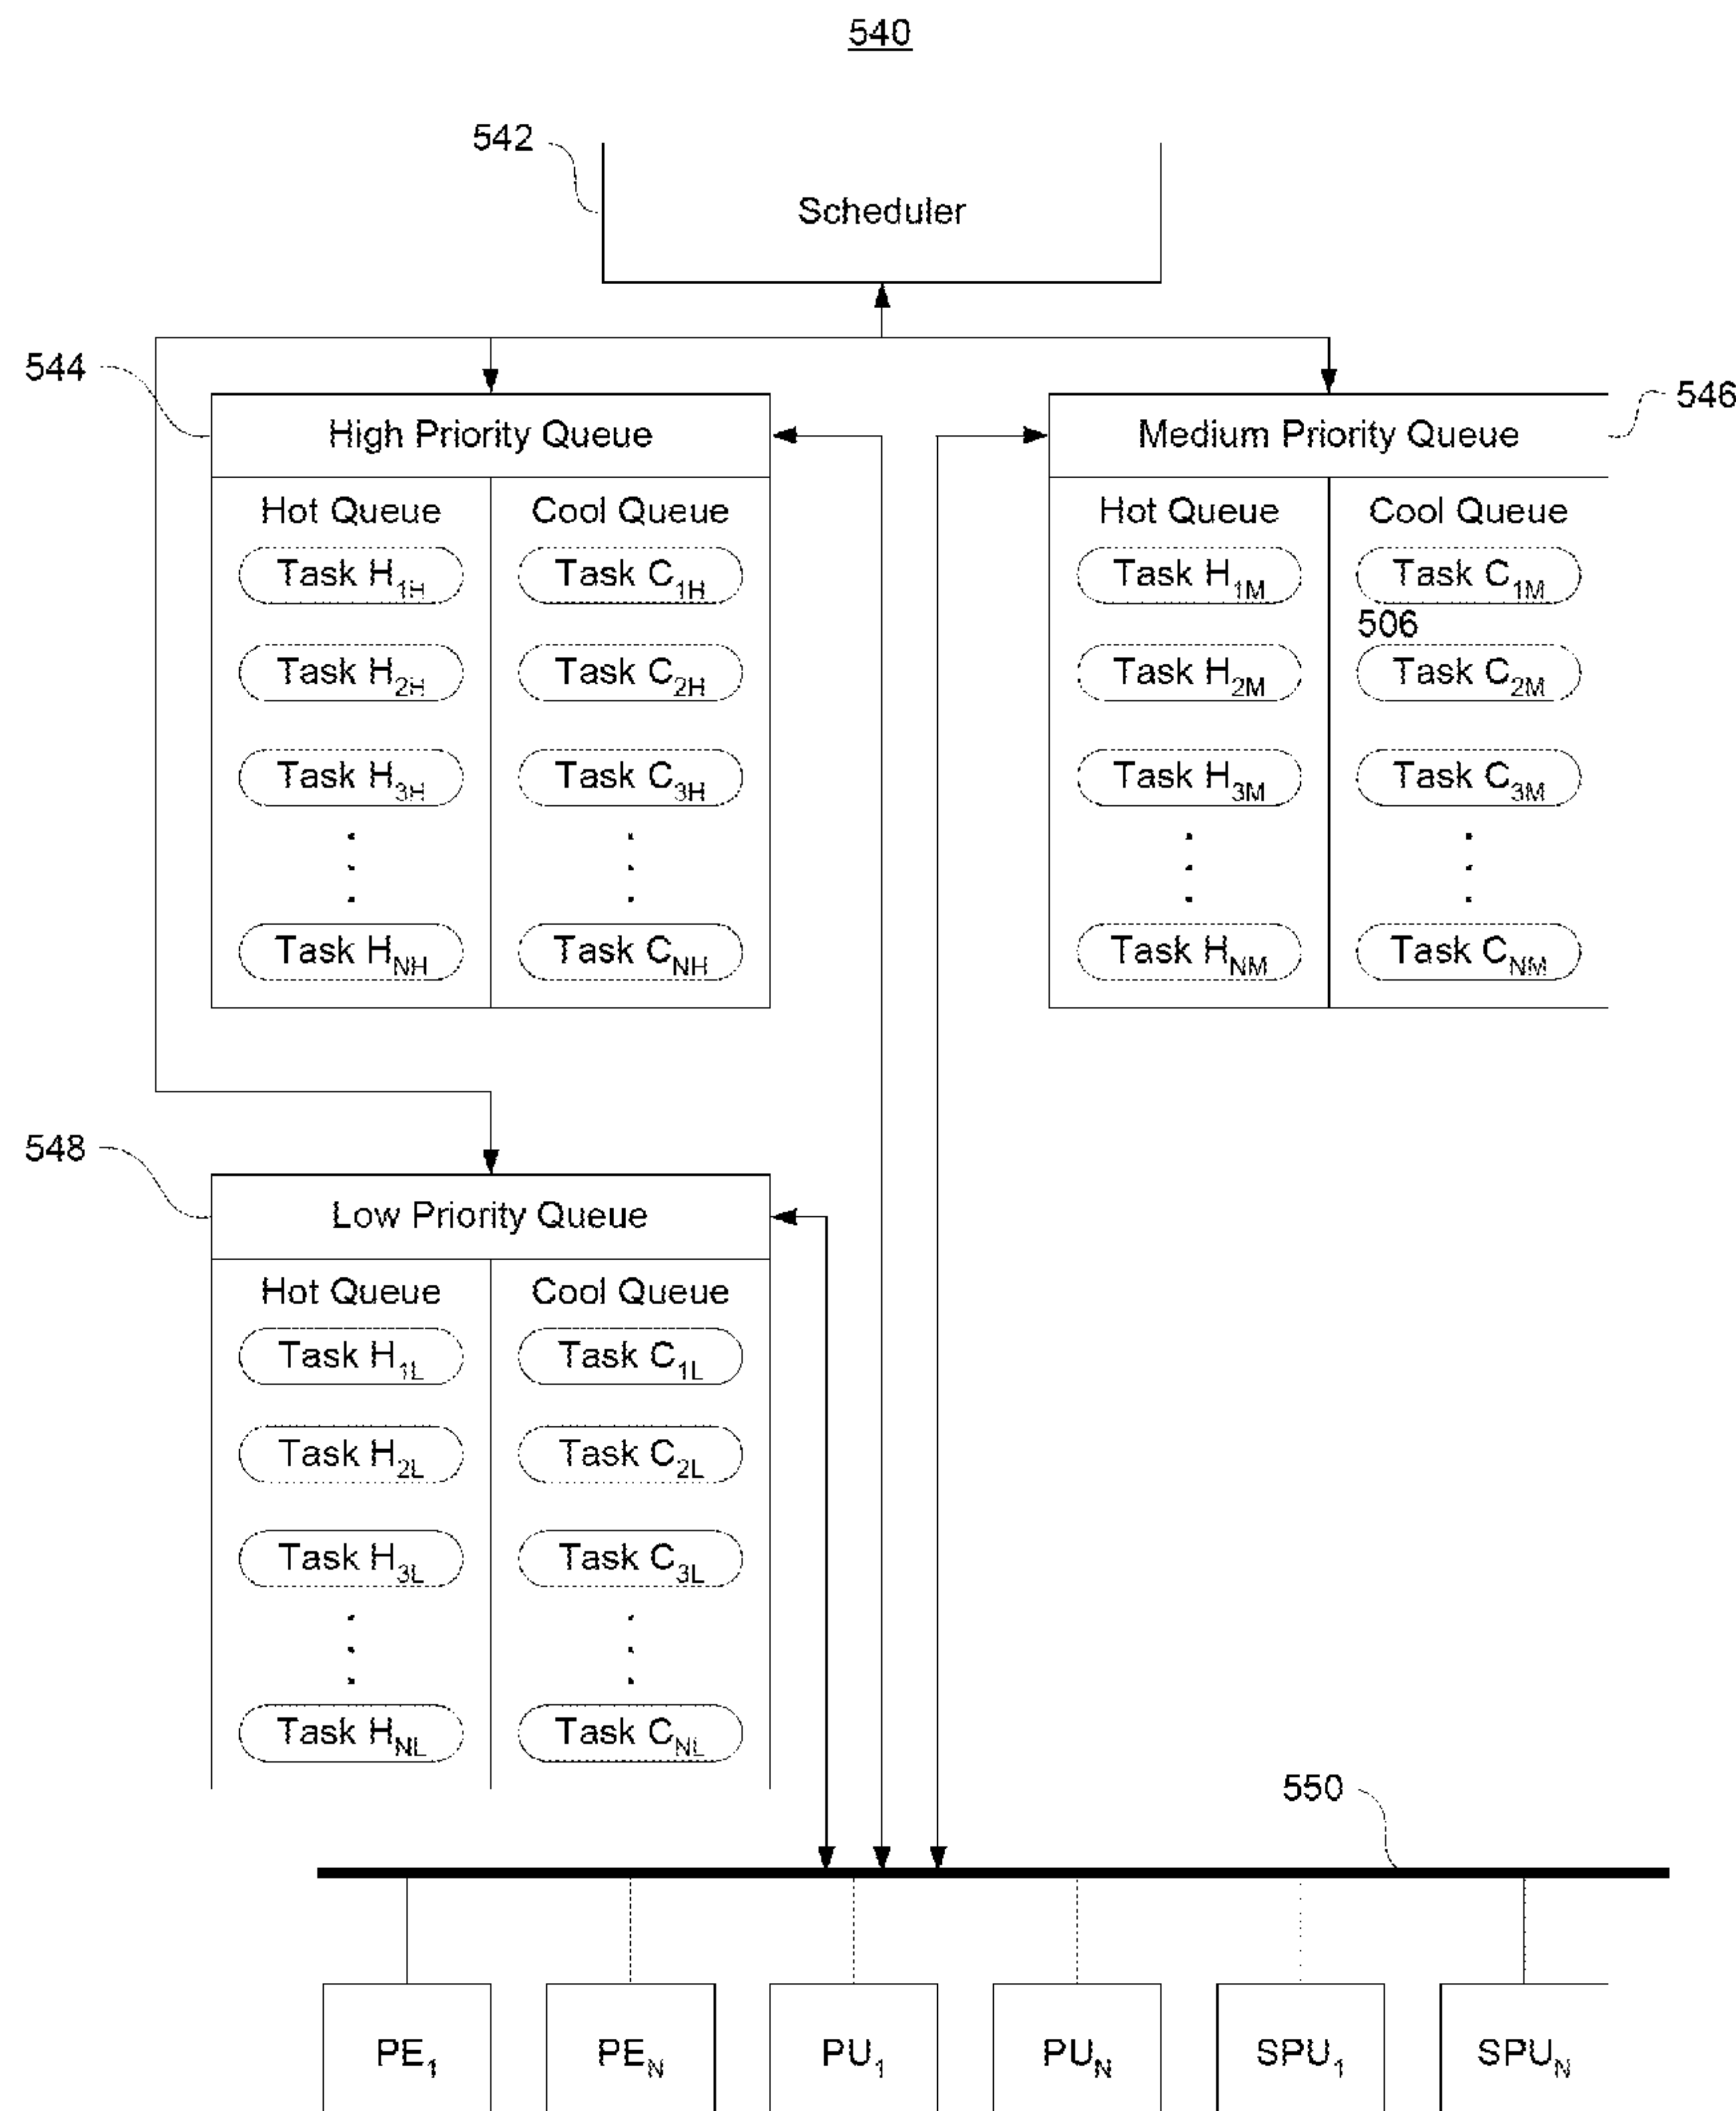 540
542
Scheduler
544
546
High Priority Queue
Medium Priority Queue
Hot Queue Cool Queue
Hot Queue Cool Queue
Task H1H Task C1H
Task H1M Task C1M
506
Task H2H Task C2H
Task H2M Task C2M
Task H3H Task C3H
Task H3M Task C3M
Task HNH Task CNH
Task HNM Task CNM
548
Low Priority Queue
Hot Queue Cool Queue
Task H1L Task C1L
Task H2L Task C2L
Task H3L Task C3L
Task HNL Task CNL
550
PE1 PEN PU1 PUN SPU1 SPUN